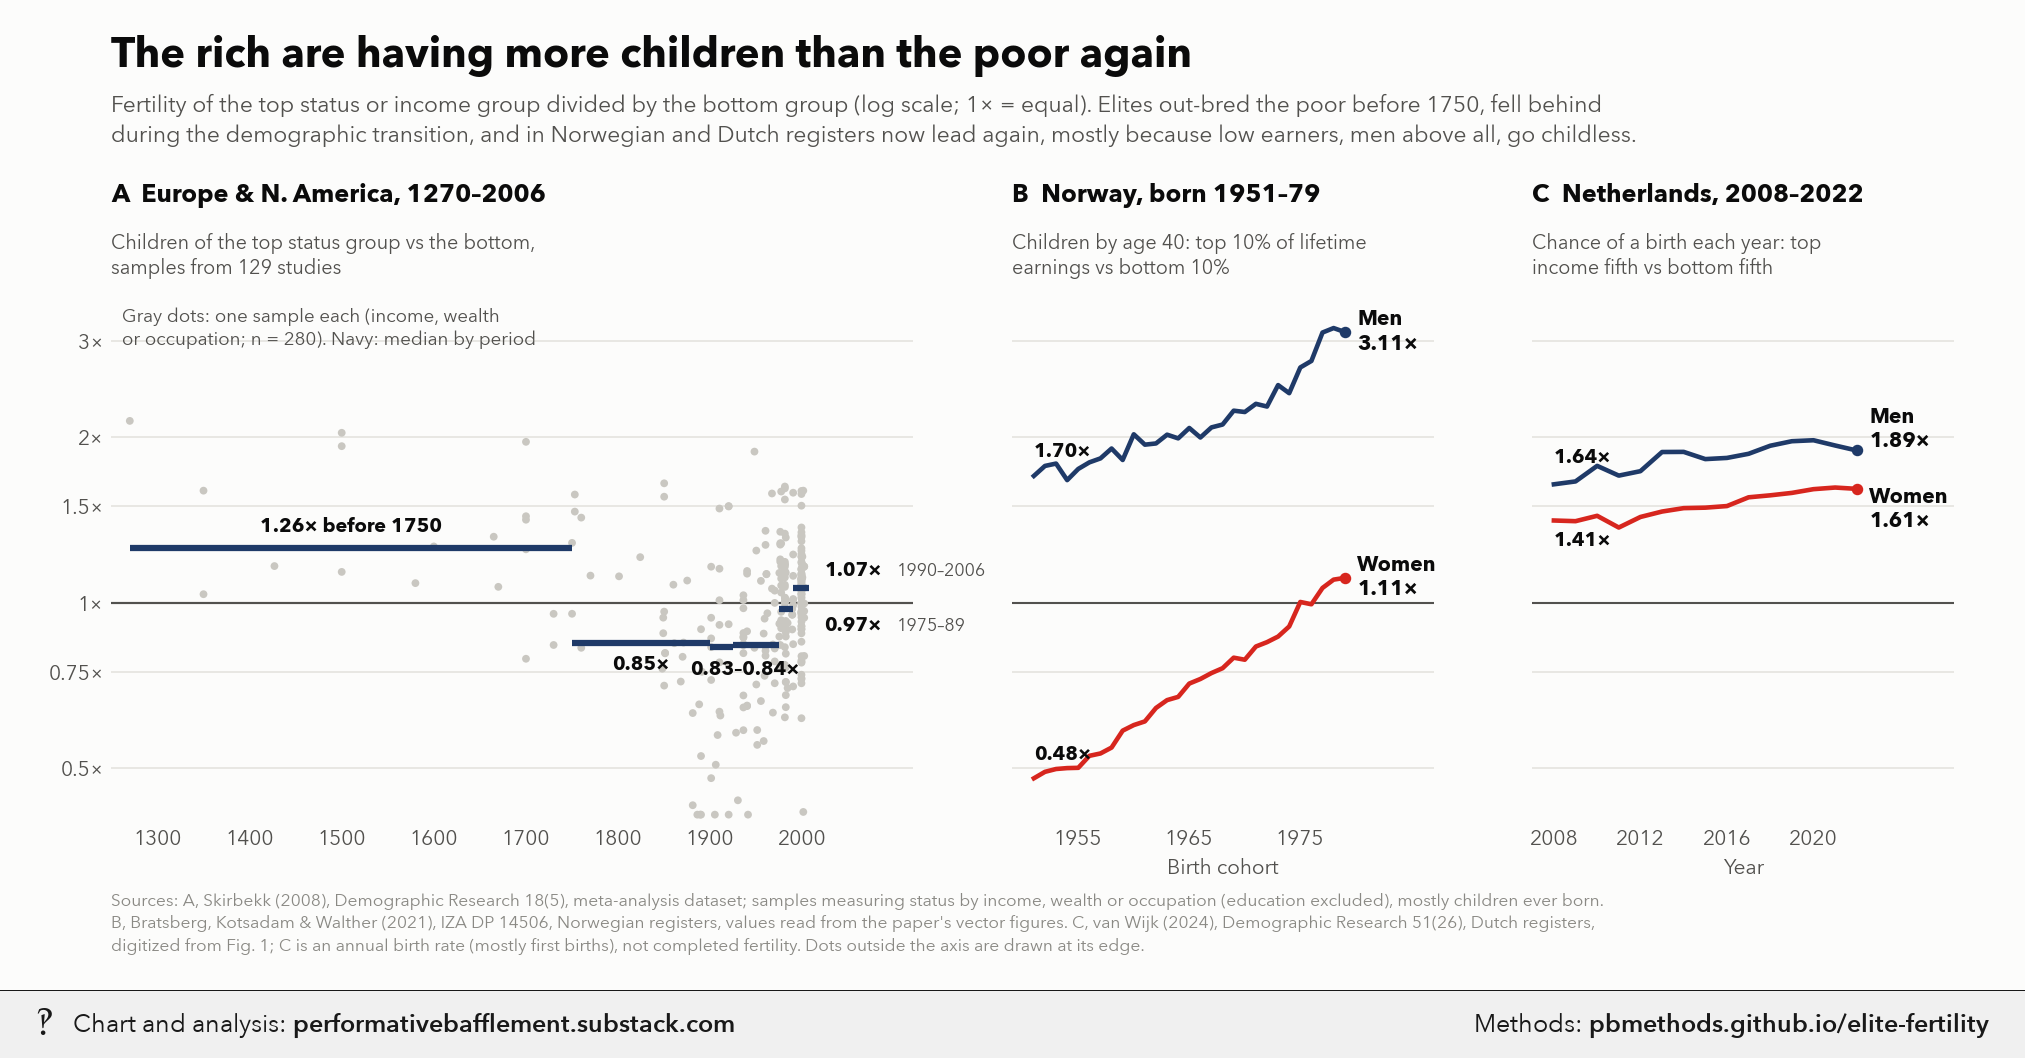 The rich are having more children than the poor again
Fertility of the top status or income group divided by the bottom group (log scale; 1× = equal). Elites out-bred the poor before 1750, fell behind
during the demographic transition, and in Norwegian and Dutch registers now lead again, mostly because low earners, men above all, go childless.
A Europe & N. America, 1270–2006
Children of the top status group vs the bottom,
samples from 129 studies
Gray dots: one sample each (income, wealth
or occupation; n = 280). Navy: median by period
3×
2×
1.5×
1×
0.75×
0.5×
1.26× before 1750
1.07× 1990–2006
0.97× 1975–89
0.85×
0.83–0.84×
1300 1400 1500 1600 1700 1800 1900 2000
B Norway, born 1951–79
Children by age 40: top 10% of lifetime
earnings vs bottom 10%
Men
3.11×
1.70×
Women
1.11×
0.48×
1955 1965 1975
Birth cohort
C Netherlands, 2008–2022
Chance of a birth each year: top
income fifth vs bottom fifth
Men
1.89×
1.64×
Women
1.61×
1.41×
2008 2012 2016 2020
Year
Sources: A, Skirbekk (2008), Demographic Research 18(5), meta-analysis dataset; samples measuring status by income, wealth or occupation (education excluded), mostly children ever born.
B, Bratsberg, Kotsadam & Walther (2021), IZA DP 14506, Norwegian registers, values read from the paper's vector figures. C, van Wijk (2024), Demographic Research 51(26), Dutch registers,
digitized from Fig. 1; C is an annual birth rate (mostly first births), not completed fertility. Dots outside the axis are drawn at its edge.
‽ Chart and analysis: performativebafflement.substack.com
Methods: pbmethods.github.io/elite-fertility